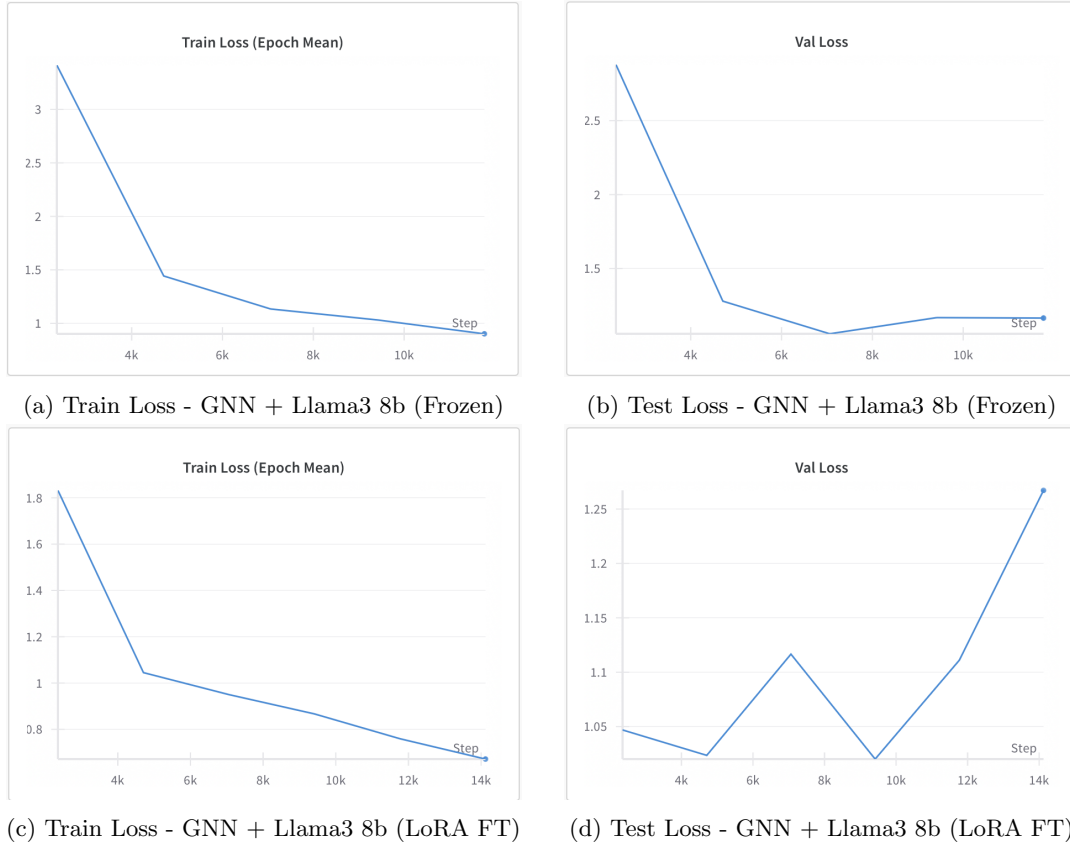 Train Loss (Epoch Mean)
3
2.5
2
1.5
1
Step
4k 6k 8k 10k
(a) Train Loss - GNN + Llama3 8b (Frozen)
Val Loss
2.5
2
1.5
Step
4k 6k 8k 10k
(b) Test Loss - GNN + Llama3 8b (Frozen)
Train Loss (Epoch Mean)
1.8
1.6
1.4
1.2
1
0.8
Step
4k 6k 8k 10k 12k 14k
(c) Train Loss - GNN + Llama3 8b (LoRA FT)
Val Loss
1.25
1.2
1.15
1.1
1.05
Step
4k 6k 8k 10k 12k 14k
(d) Test Loss - GNN + Llama3 8b (LoRA FT)